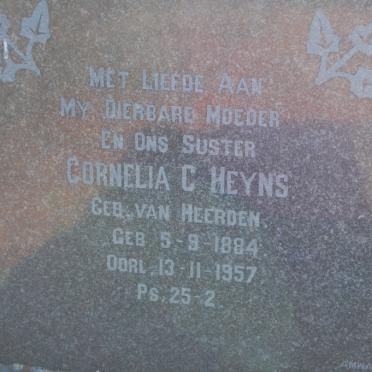 MET LIEFDE AAN
MY DIERBARE MOEDER
EN ONS SUSTER
CORNELIA C HEYNS
GEB. VAN HEERDEN.
GEB 5-9-1884
OORL. 13-11-1957.
PS. 25-2.